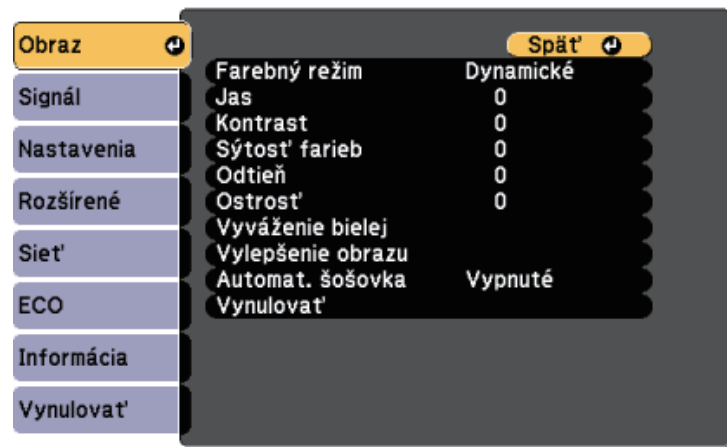 Obraz
Signál
Nastavenia
Rozšírené
Sieť
ECO
Informácia
Vynulovať
Späť
Farebný režim Dynamické
Jas 0
Kontrast 0
Sýtosť farieb 0
Odtieň 0
Ostrosť 0
Vyváženie bielej
Vylepšenie obrazu
Automat. šošovka Vypnuté
Vynulovať